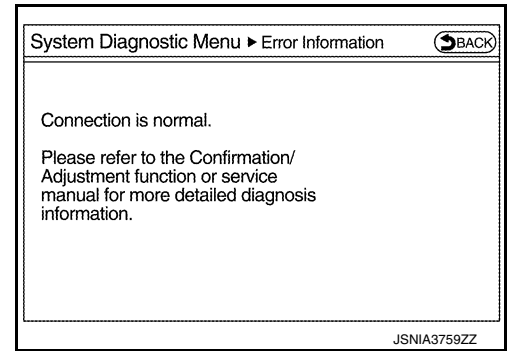 System Diagnostic Menu ▶ Error Information
BACK
Connection is normal.
Please refer to the Confirmation/
Adjustment function or service
manual for more detailed diagnosis
information.
JSNIA3759ZZ